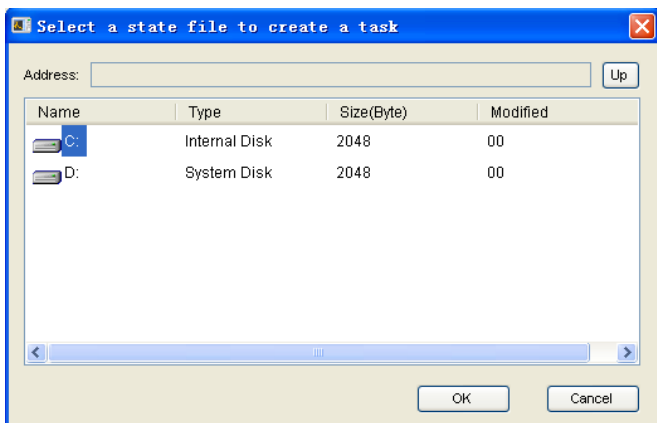 Select a state file to create a task
Address: Up
Name Type Size(Byte) Modified
C: Internal Disk 2048 00
D: System Disk 2048 00
OK Cancel